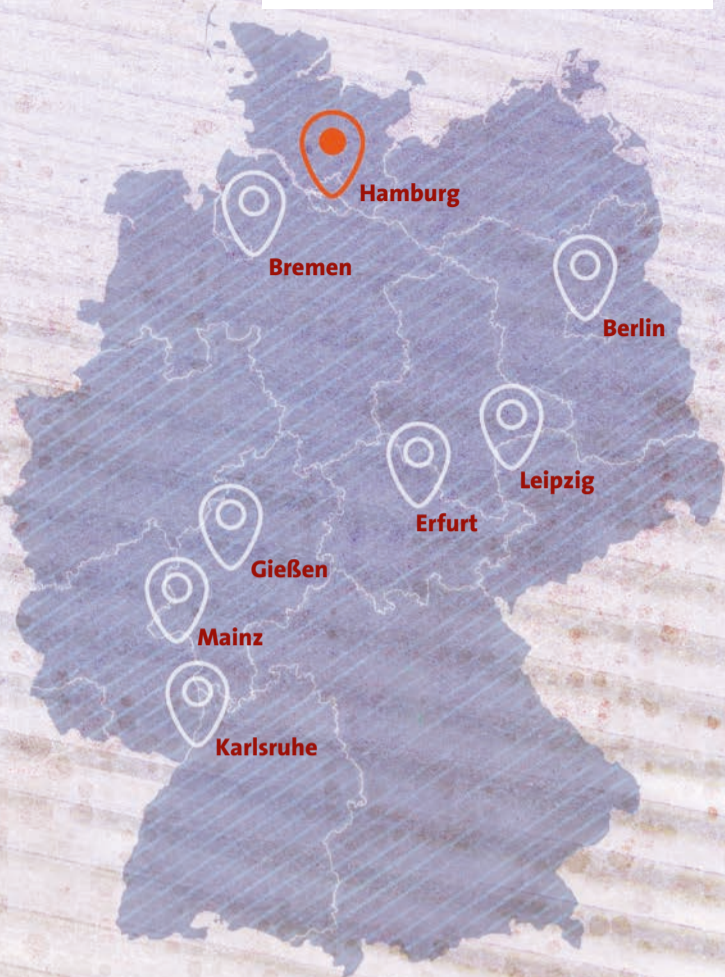 Hamburg
Bremen
Berlin
Leipzig
Erfurt
Gießen
Mainz
Karlsruhe